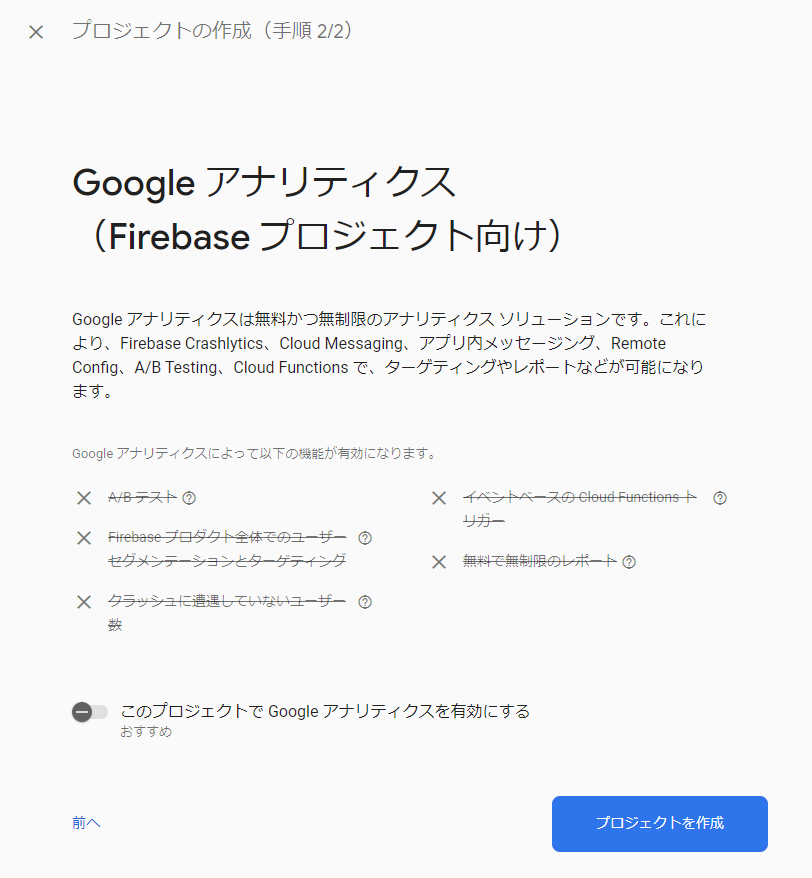 プロジェクトの作成（手順 2/2）
Google アナリティクス
（Firebase プロジェクト向け）
Google アナリティクスは無料かつ無制限のアナリティクス ソリューションです。これに
より、Firebase Crashlytics、Cloud Messaging、アプリ内メッセージング、Remote
Config、A/B Testing、Cloud Functions で、ターゲティングやレポートなどが可能になり
ます。
Google アナリティクスによって以下の機能が有効になります。
A/B テスト
Firebase プロダクト全体でのユーザー
セグメンテーションとターゲティング
クラッシュに遭遇していないユーザー
数
イベントベースの Cloud Functions ト
リガー
無料で無制限のレポート
このプロジェクトで Google アナリティクスを有効にする
おすすめ
前へ
プロジェクトを作成